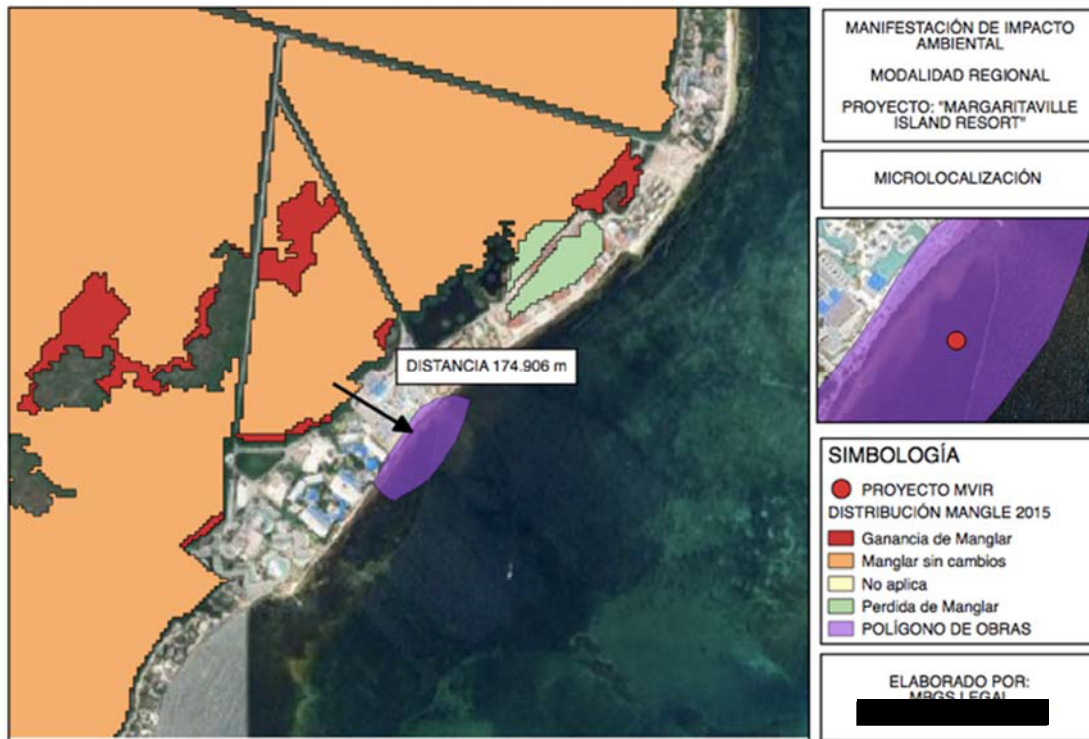 MANIFESTACIÓN DE IMPACTO
AMBIENTAL
MODALIDAD REGIONAL
PROYECTO: "MARGARITAVILLE
ISLAND RESORT"
MICROLOCALIZACIÓN
DISTANCIA 174.906 m
SIMBOLOGÍA
PROYECTO MVIR
DISTRIBUCIÓN MANGLE 2015
Ganancia de Manglar
Manglar sin cambios
No aplica
Perdida de Manglar
POLÍGONO DE OBRAS
ELABORADO POR:
LEGAL